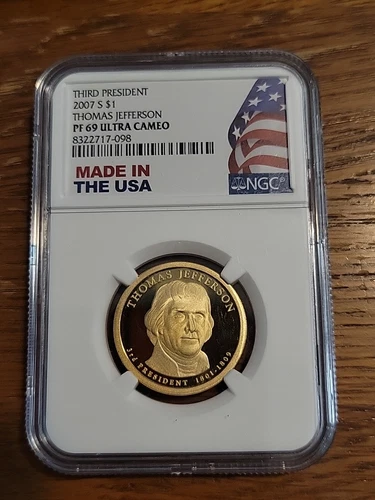 THIRD PRESIDENT
2007 S $1
THOMAS JEFFERSON
PF 69 ULTRA CAMEO
8322717-098
MADE IN
THE USA
NGC
THOMAS JEFFERSON
3rd PRESIDENT 1801-1809